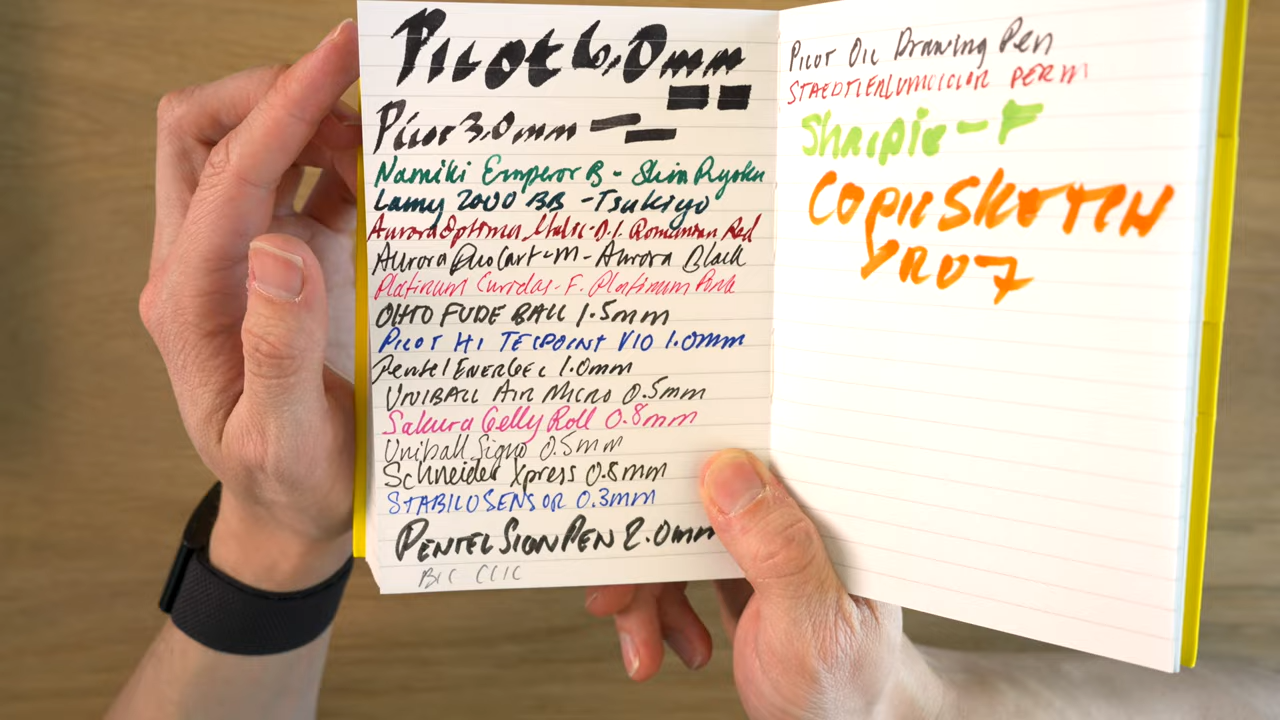 Pilot 6.0mm
Pilot 3.0mm
Namiki Emperor B - Shin Ryoku
Lamy 2000 BB - Tsukiyo
Aurora Optima Italic - D.I. Romanian Red
Aurora DuoCart - M - Aurora Black
Platinum Curidas - F. Platinum Pink
OHTO FUDE BALL 1.5mm
PILOT HI TECPOINT V10 1.0mm
Pentel ENERGEL 1.0mm
UNIBALL AIR MICRO 0.5mm
Sakura Gelly Roll 0.8mm
Uniball Signo 0.5mm
Schneider Xpress 0.8mm
STABILO SENSOR 0.3mm
PENTEL SIGN PEN 2.0mm
BIC CLIC
PILOT OIL Drawing Pen
STAEDTLER LUMOCOLOR PERM
Sharpie - F
COPIC SKETCH
YR07